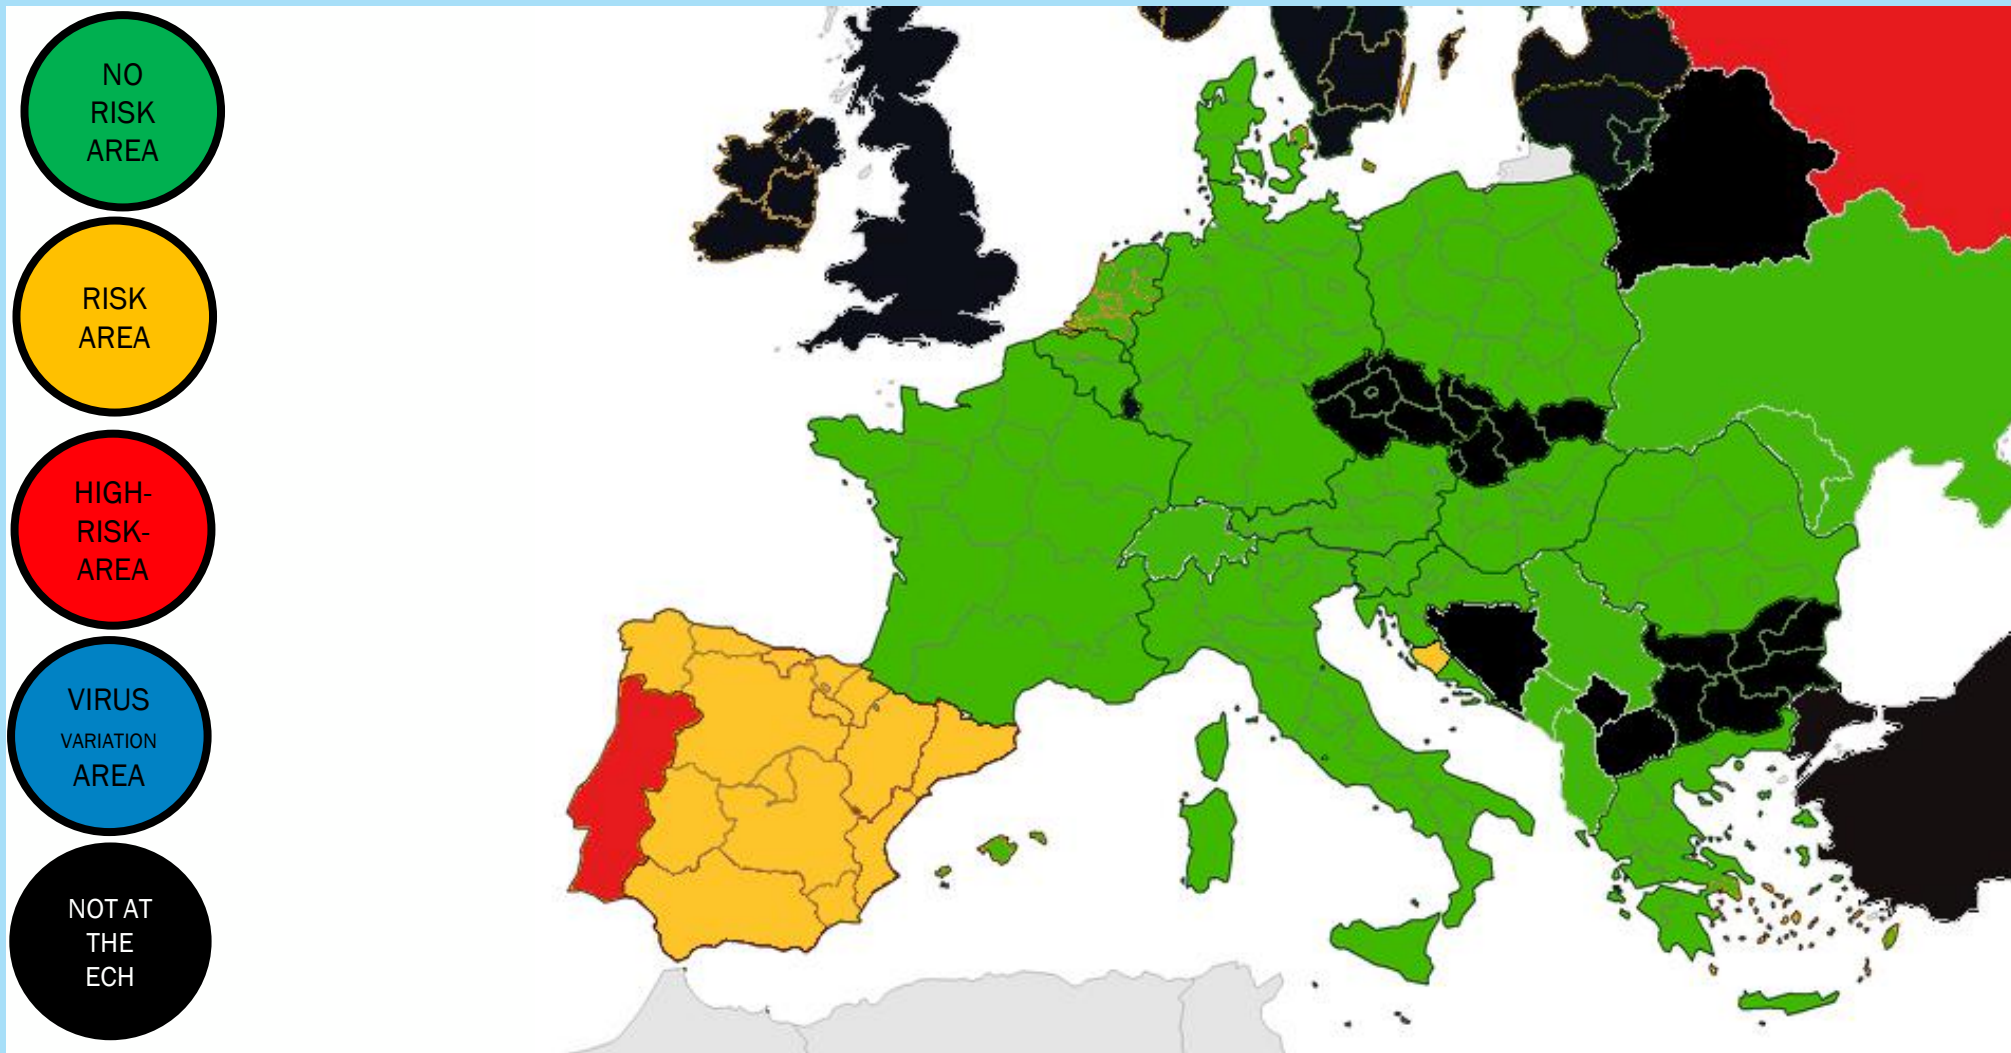 NO
RISK
AREA
RISK
AREA
HIGH-
RISK-
AREA
VIRUS
VARIATION
AREA
NOT AT
THE
ECH